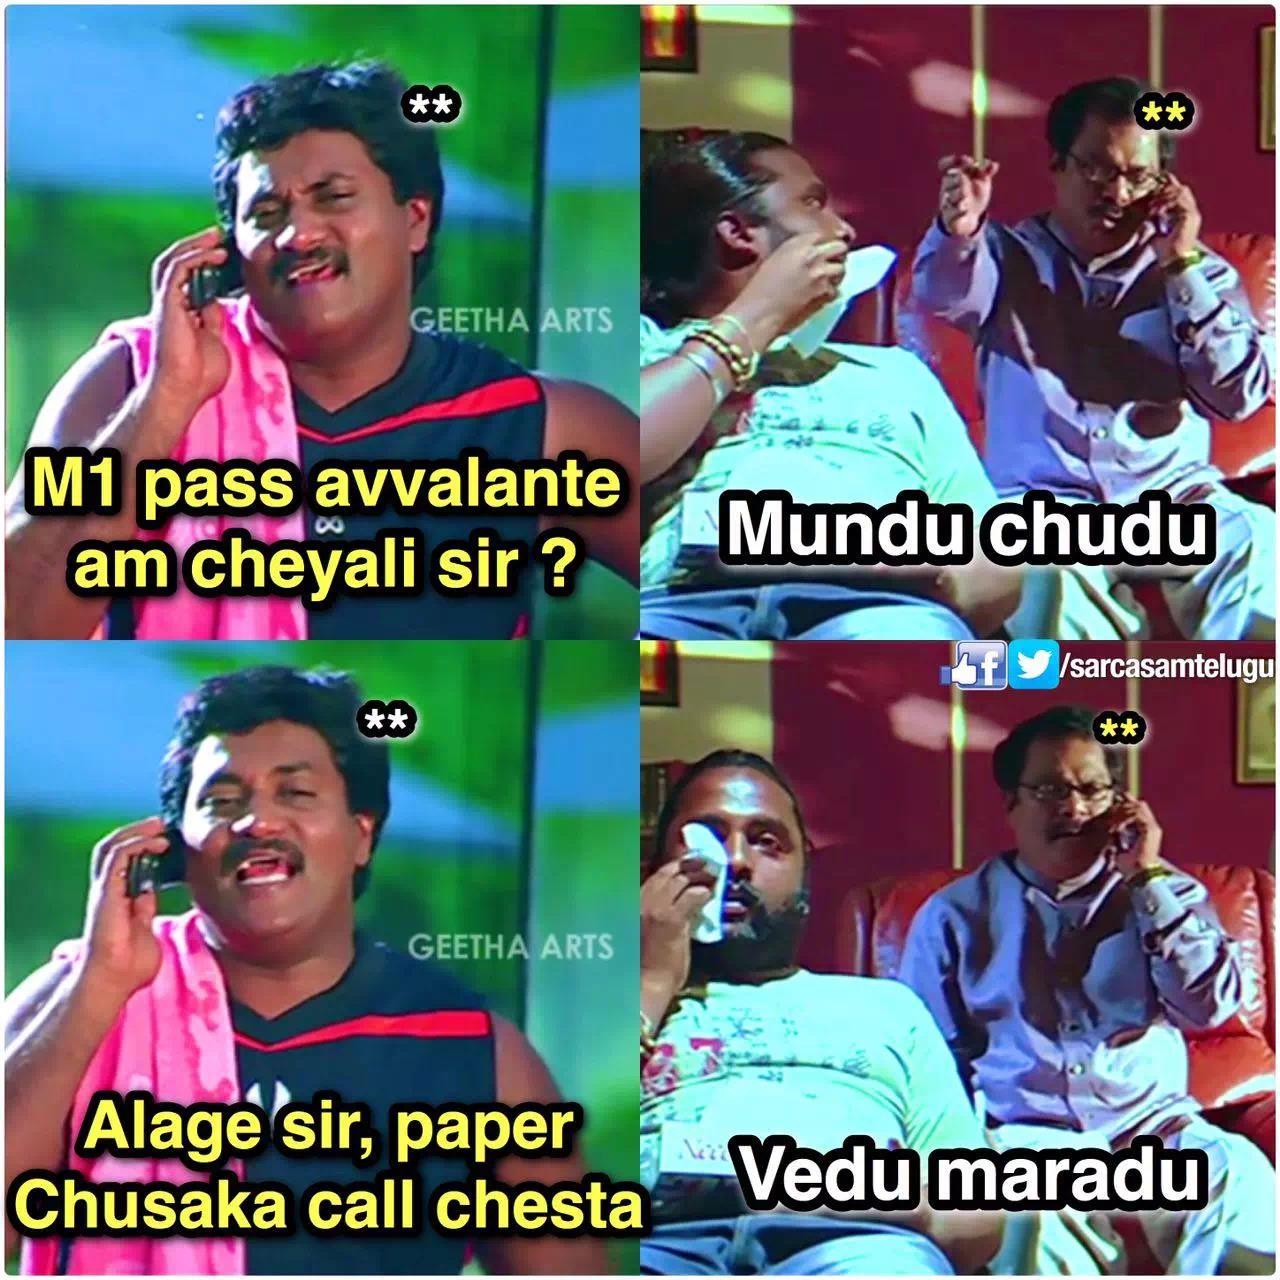 **
GEETHA ARTS
M1 pass avvalante
am cheyali sir ?
**
Mundu chudu
/sarcasamtelugu
**
GEETHA ARTS
Alage sir, paper
Chusaka call chesta
**
Vedu maradu